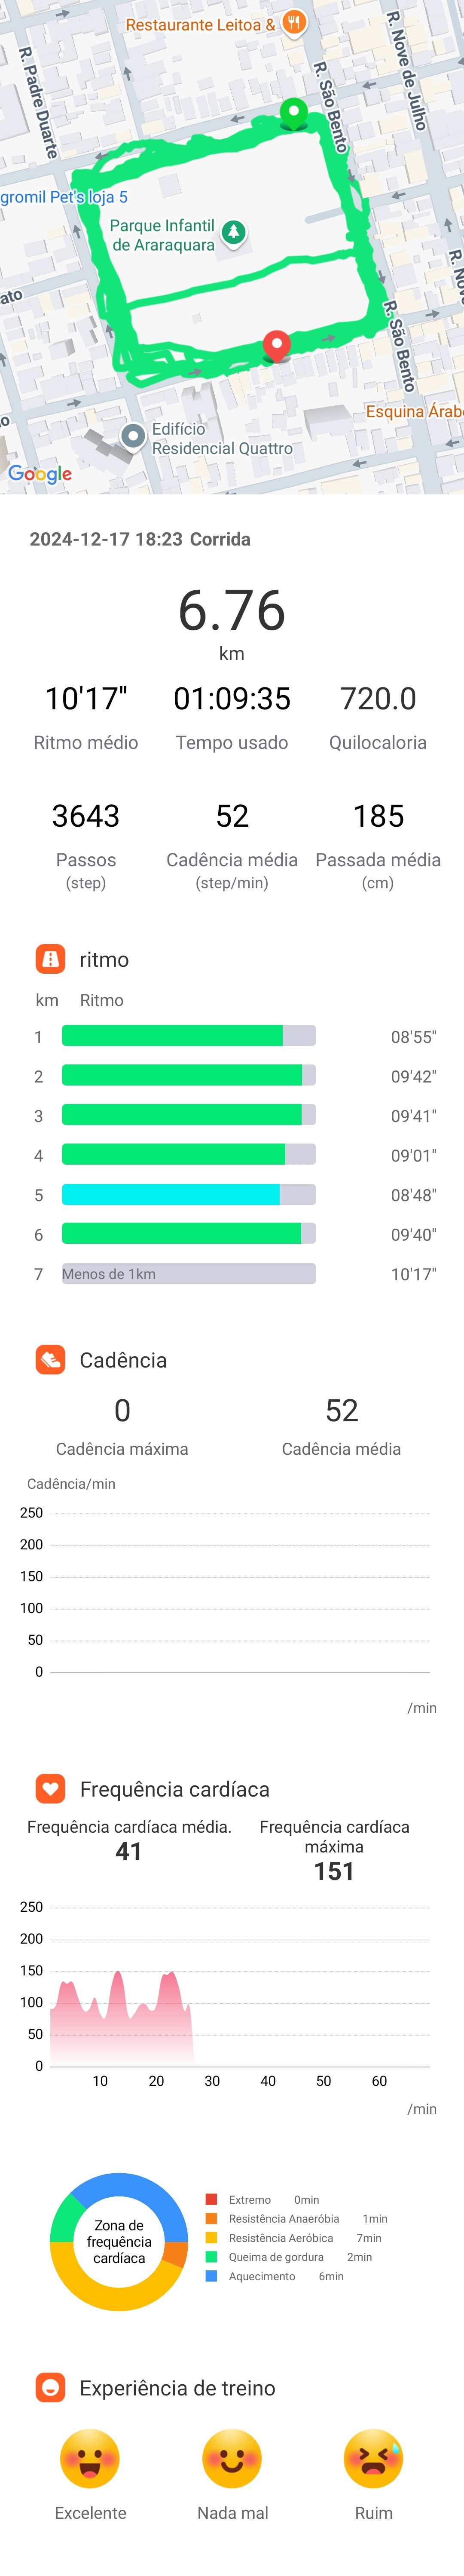 Restaurante Leitoa &
R. Padre Duarte
R. São Bento
R. Nove de Julho
gromil Pet's loja 5
Parque Infantil
de Araraquara
ato
R. No
R. São Bento
o
Esquina Árab
Edifício
Residencial Quattro
Google
2024-12-17 18:23 Corrida
6.76
km
10'17" 01:09:35 720.0
Ritmo médio Tempo usado Quilocaloria
3643 52 185
Passos Cadência média Passada média
(step) (step/min) (cm)
ritmo
km Ritmo
1 08'55"
2 09'42"
3 09'41"
4 09'01"
5 08'48"
6 09'40"
7 Menos de 1km 10'17"
Cadência
0 52
Cadência máxima Cadência média
Cadência/min
250
200
150
100
50
0
/min
Frequência cardíaca
Frequência cardíaca média.
41
Frequência cardíaca
máxima
151
250
200
150
100
50
0
10 20 30 40 50 60
/min
Zona de
frequência
cardíaca
Extremo 0min
Resistência Anaeróbia 1min
Resistência Aeróbica 7min
Queima de gordura 2min
Aquecimento 6min
Experiência de treino
Excelente Nada mal Ruim